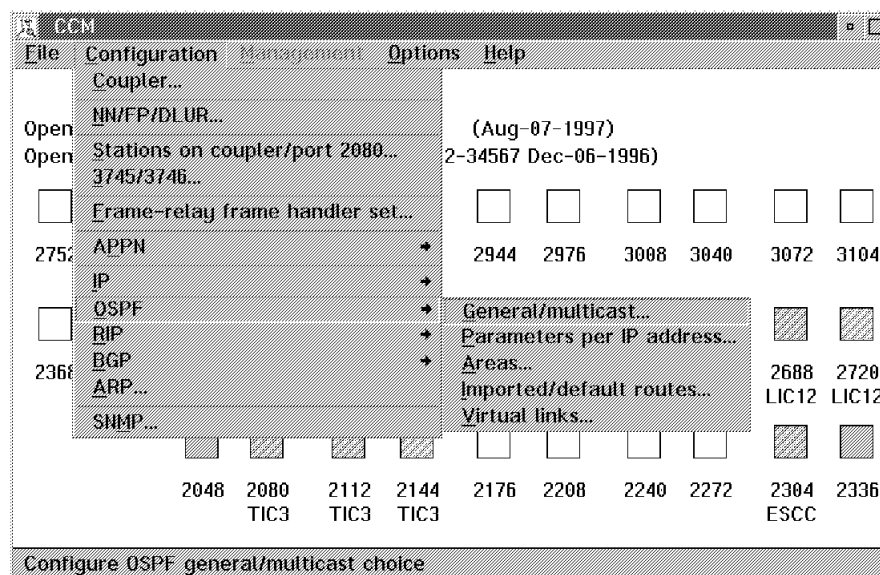 CCM
File Configuration Management Options Help
Coupler...
NN/FP/DLUR...
Open (Aug-07-1997)
Stations on coupler/port 2080...
Open 2-34567 Dec-06-1996)
3745/3746...
Frame-relay frame handler set...
APPN
2752 2944 2976 3008 3040 3072 3104
IP
OSPF
General/multicast...
RIP
Parameters per IP address...
BGP
Areas...
2368 2688 2720
ARP...
Imported/default routes...
LIC12 LIC12
SNMP...
Virtual links...
2048 2080 2112 2144 2176 2208 2240 2272 2304 2336
TIC3 TIC3 TIC3 ESCC
Configure OSPF general/multicast choice